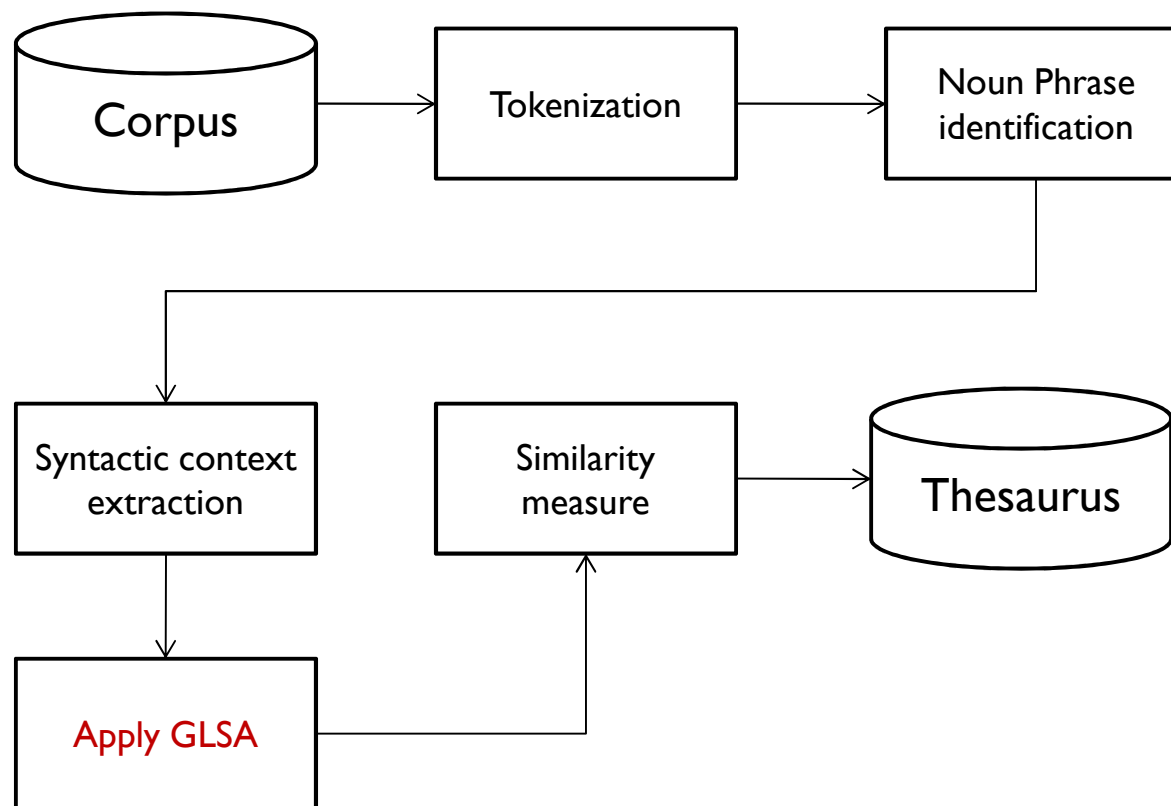 Corpus
Tokenization
Noun Phrase
identification
Syntactic context
extraction
Similarity
measure
Thesaurus
Apply GLSA